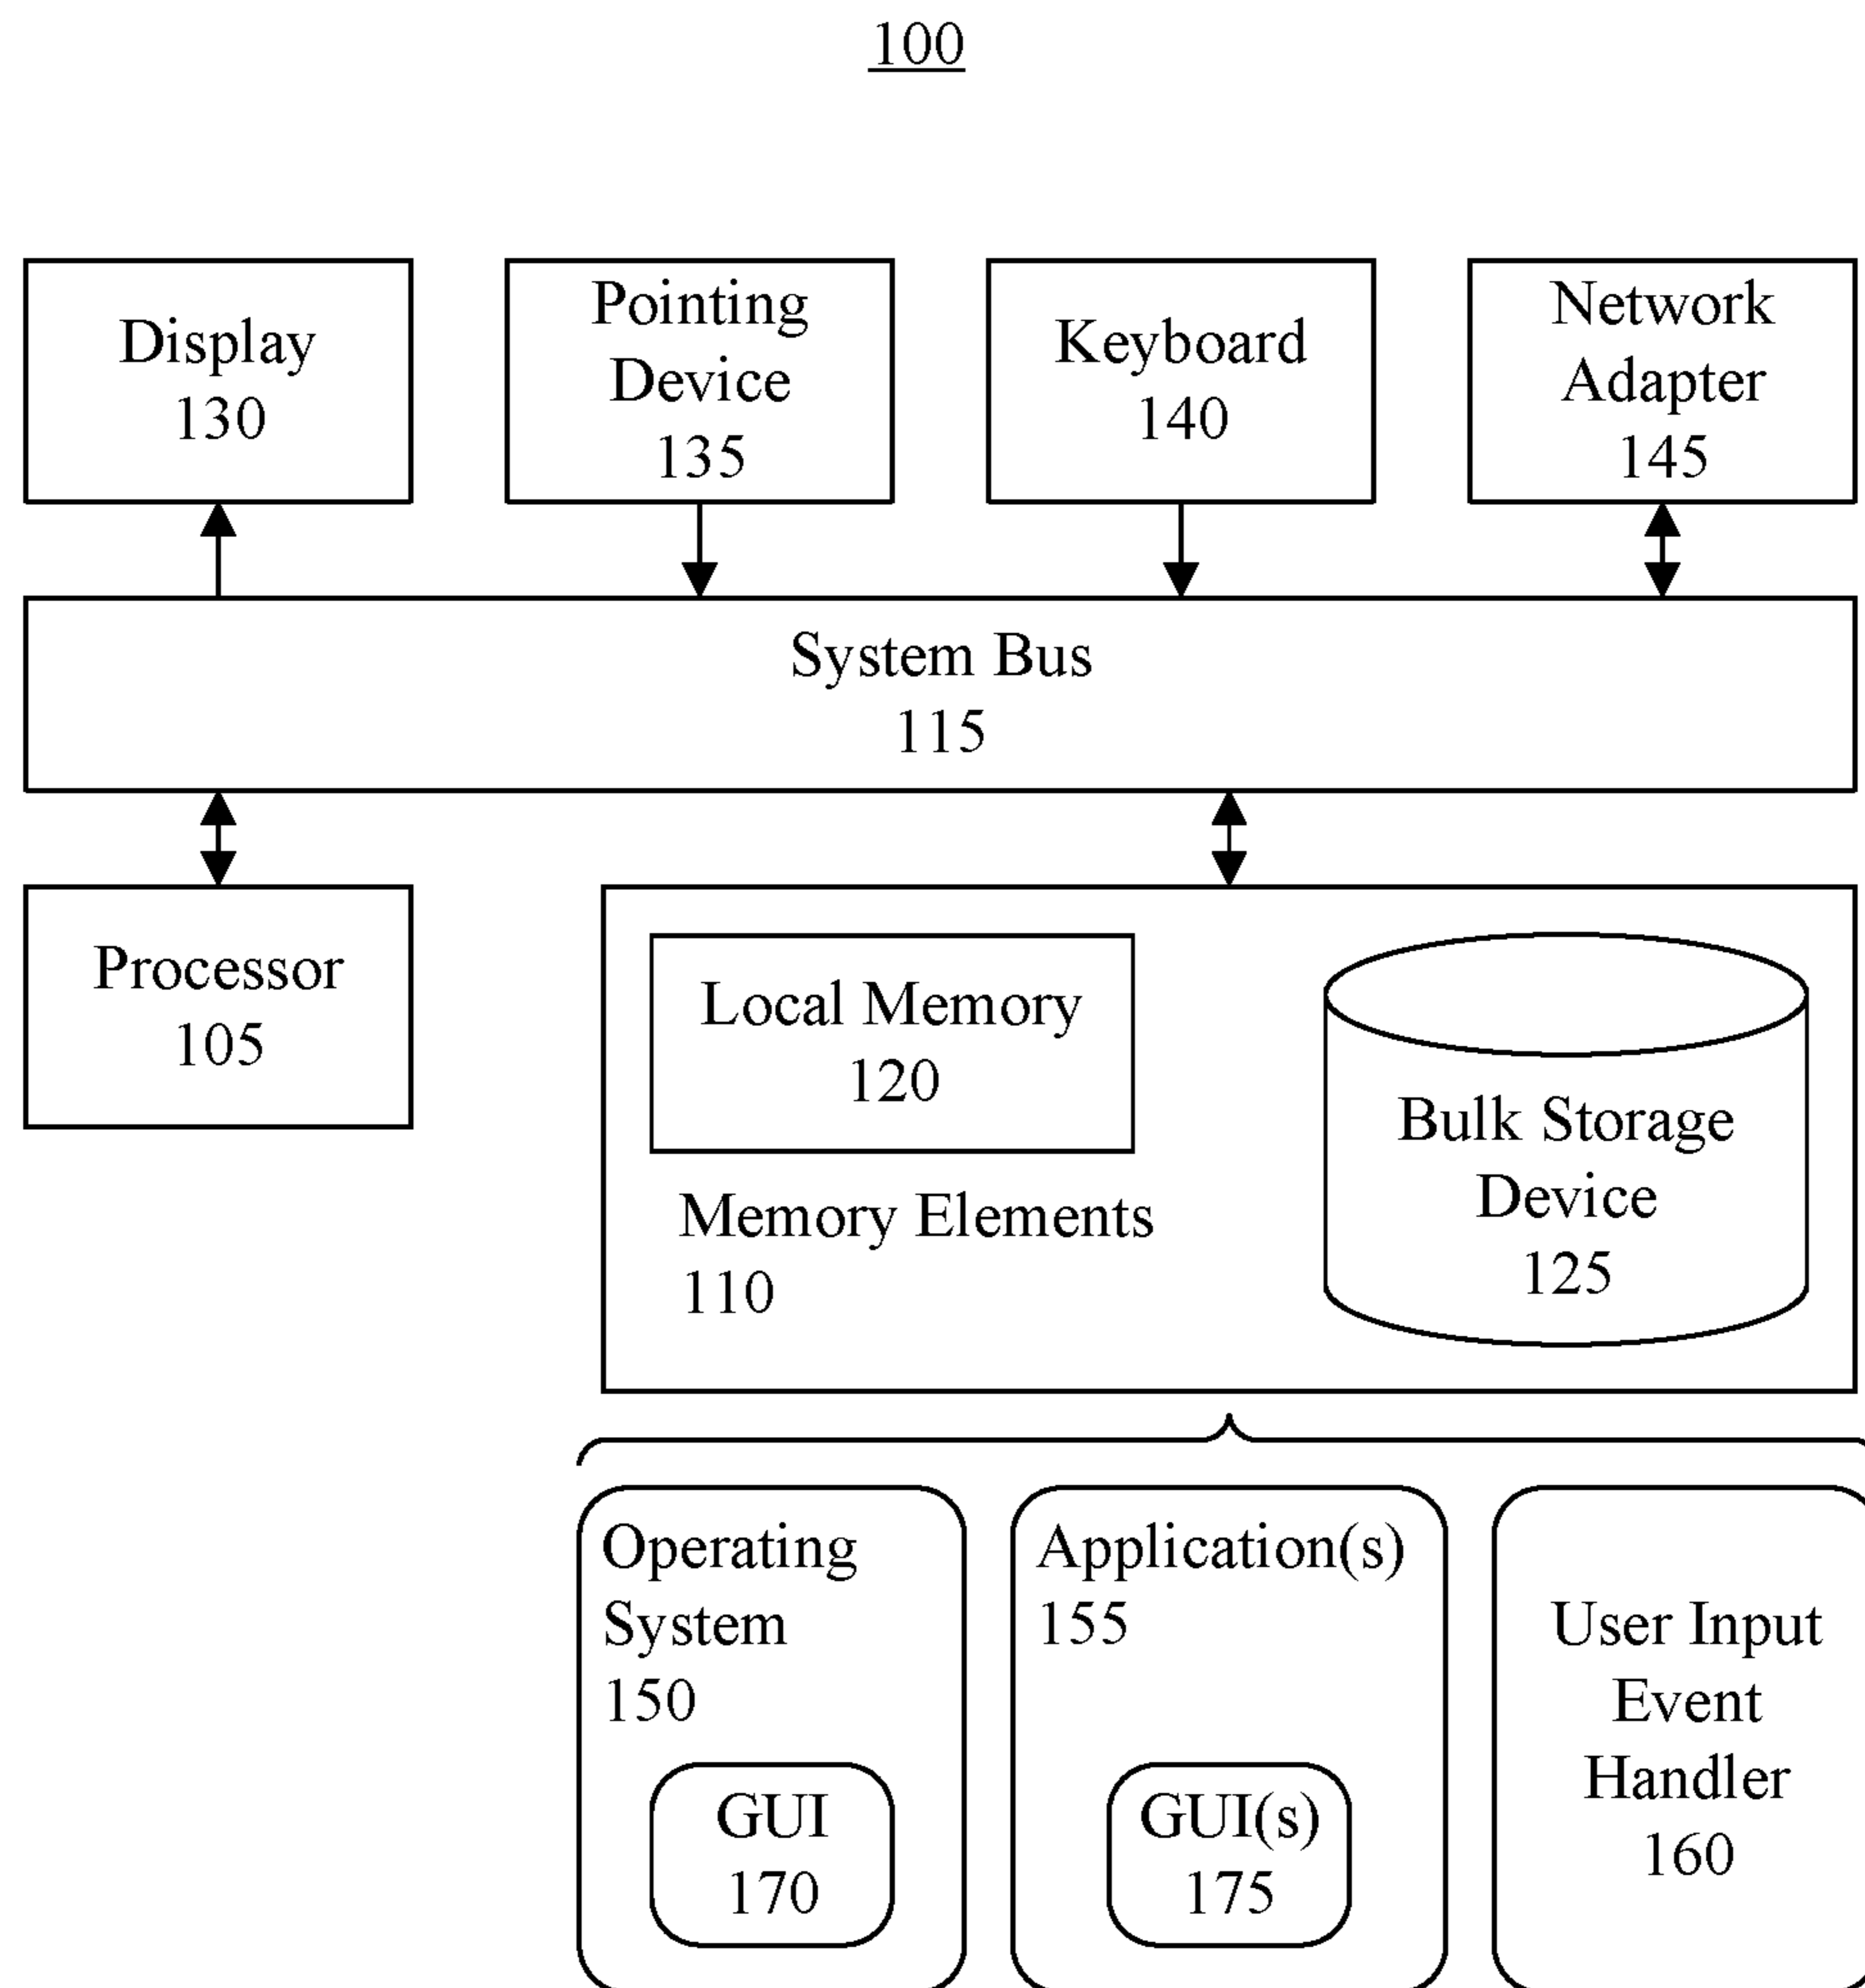 100
Display
130
Pointing
Device
135
Keyboard
140
Network
Adapter
145
System Bus
115
Processor
105
Local Memory
120
Memory Elements
110
Bulk Storage
Device
125
Operating
System
150
GUI
170
Application(s)
155
GUI(s)
175
User Input
Event
Handler
160